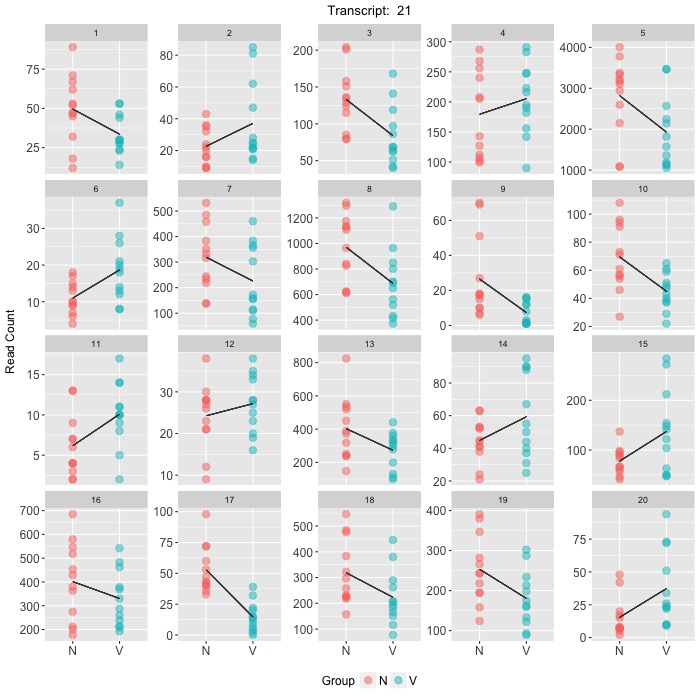 Transcript: 21
1 2 3 4 5
75 50 25
80 60 40 20
200 150 100 50
300 250 200 150 100
4000 3000 2000 1000
6 7 8 9 10
30 20 10
500 400 300 200 100
1200 1000 800 600 400
60 40 20 0
100 80 60 40 20
Read Count
11 12 13 14 15
15 10 5
30 20 10
800 600 400 200
80 60 40 20
200 100
16 17 18 19 20
700 600 500 400 300 200
100 75 50 25 0
500 400 300 200 100
400 300 200 100
75 50 25 0
N V N V N V N V N V
Group N V